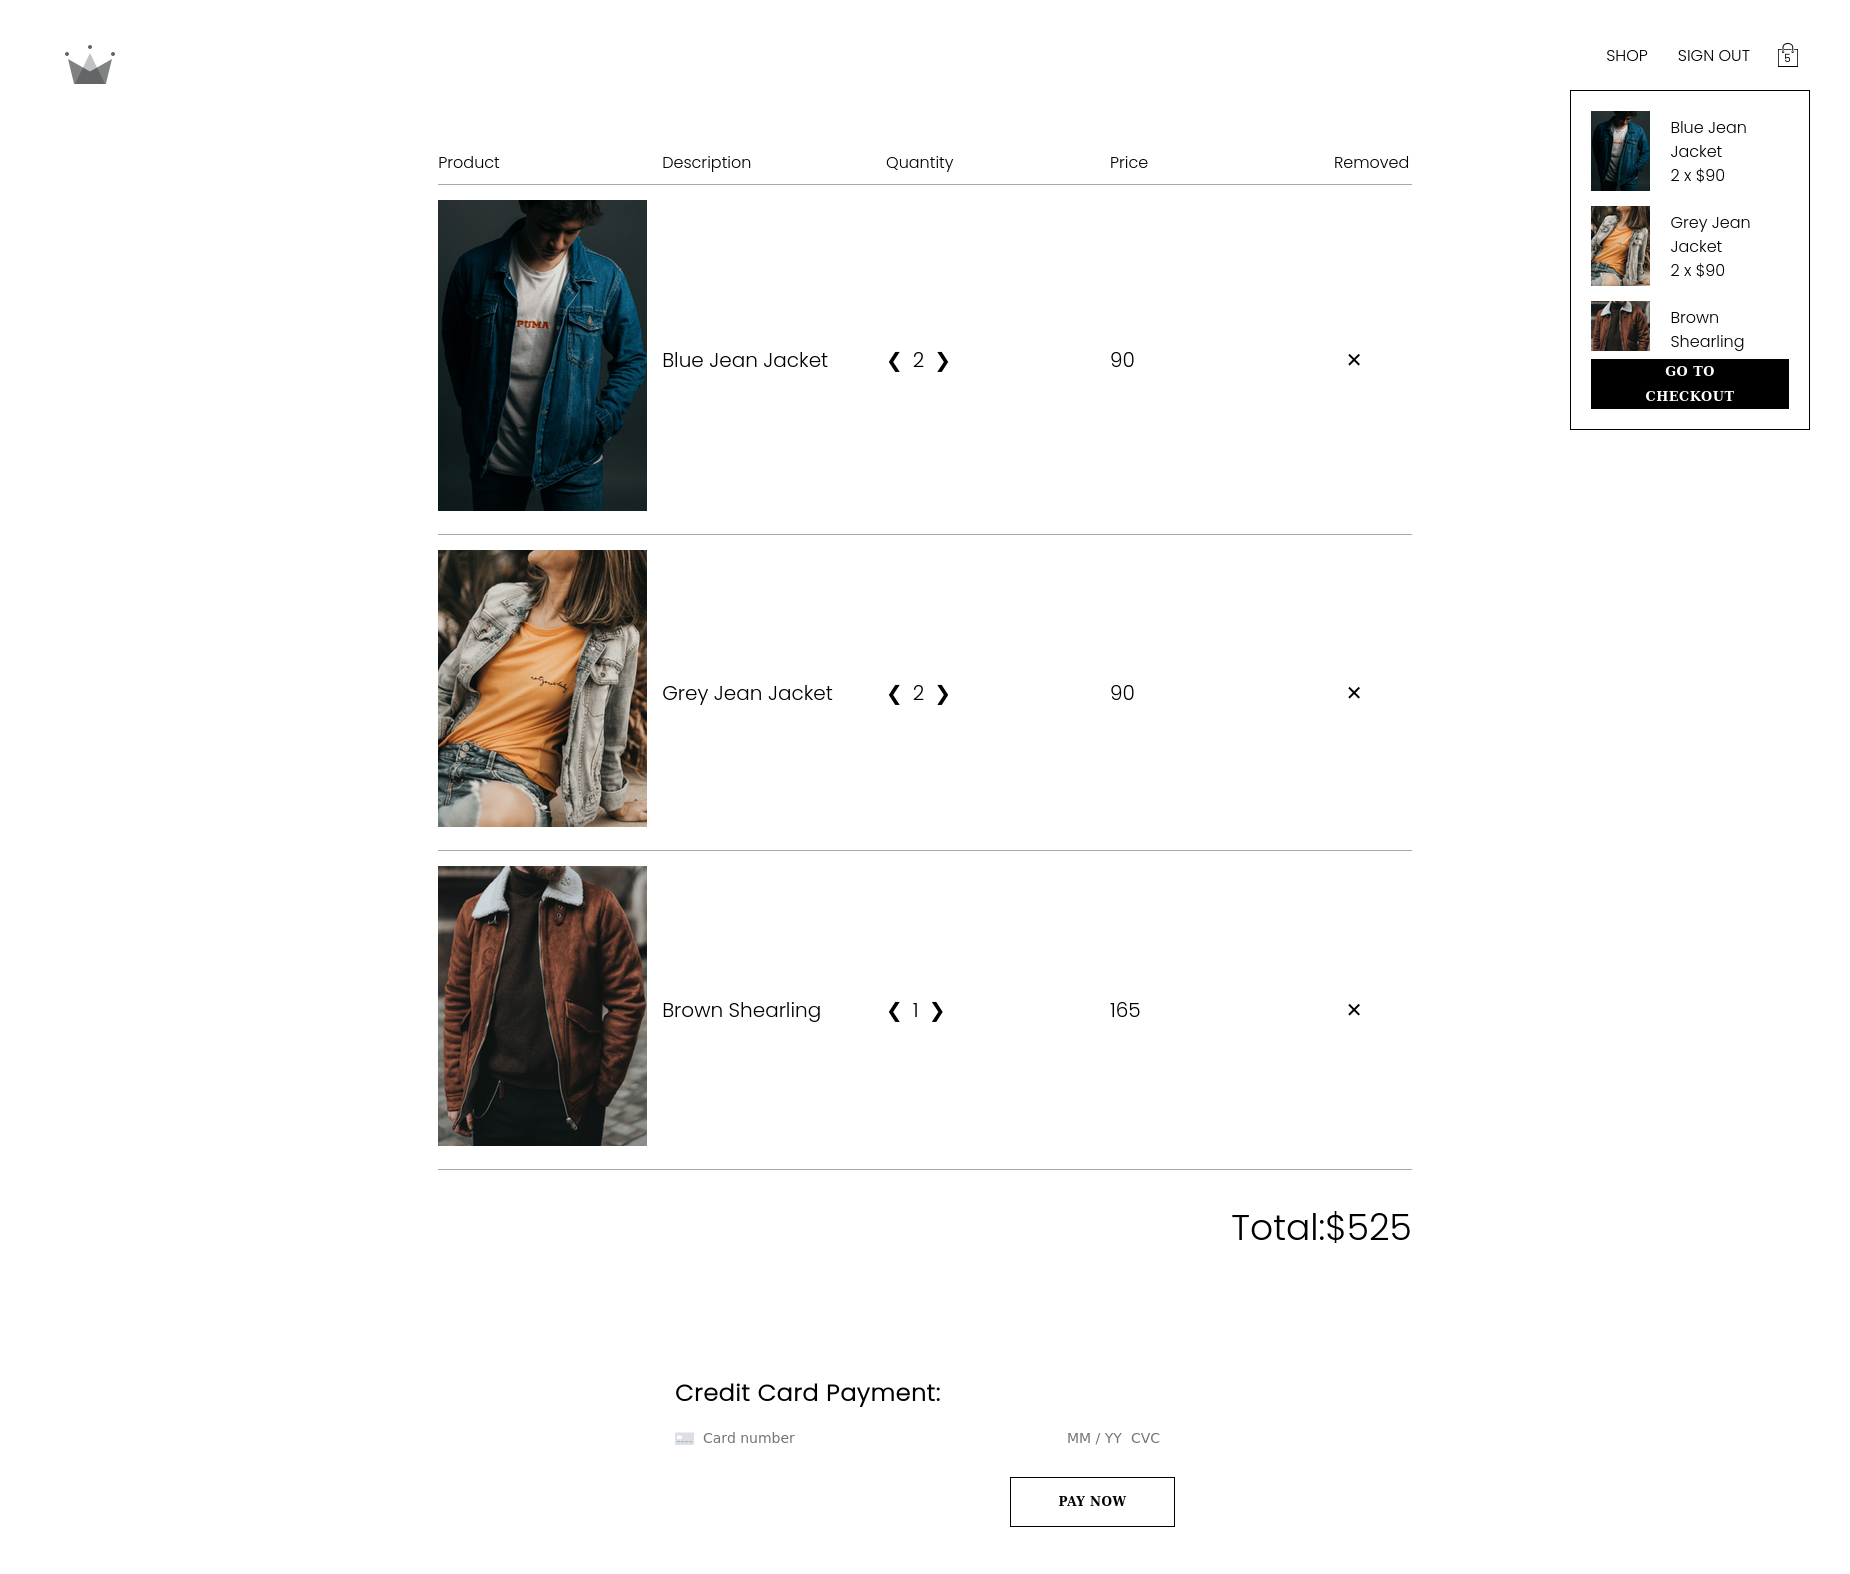 SHOP SIGN OUT 5
Blue Jean
Jacket
2 x $90
Grey Jean
Jacket
2 x $90
Brown
Shearling
GO TO
CHECKOUT
Product Description Quantity Price Removed
PUMA
Blue Jean Jacket ❮ 2 ❯ 90 ✕
Grey Jean Jacket ❮ 2 ❯ 90 ✕
Brown Shearling ❮ 1 ❯ 165 ✕
Total:$525
Credit Card Payment:
Card number MM / YY CVC
PAY NOW